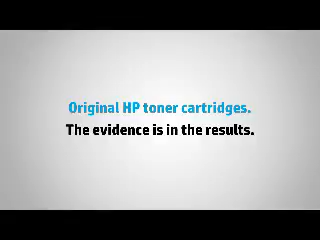 Original HP toner cartridges.
The evidence is in the results.